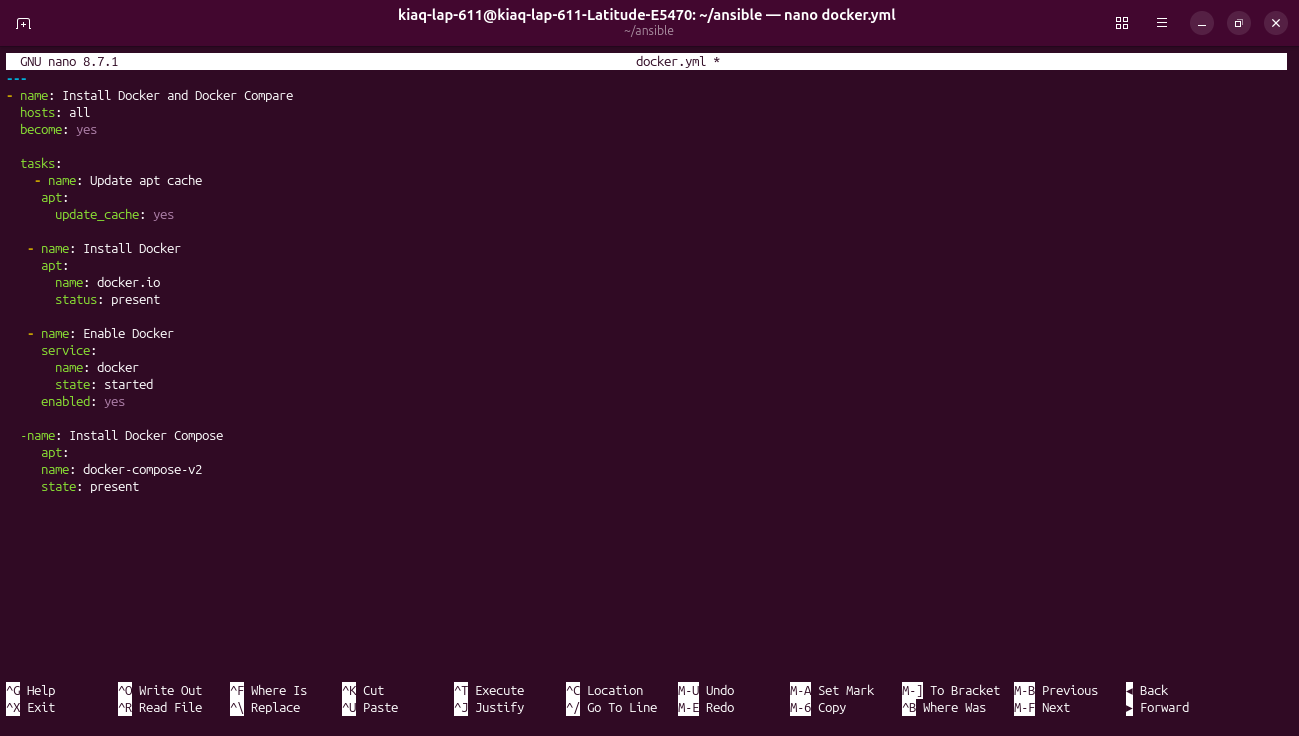 kiaq-lap-611@kiaq-lap-611-Latitude-E5470: ~/ansible — nano docker.yml
~/ansible
GNU nano 8.7.1 docker.yml *
---
- name: Install Docker and Docker Compare
  hosts: all
  become: yes

  tasks:
    - name: Update apt cache
     apt:
       update_cache: yes

   - name: Install Docker
     apt:
       name: docker.io
       status: present

   - name: Enable Docker
     service:
       name: docker
       state: started
     enabled: yes

  -name: Install Docker Compose
     apt:
     name: docker-compose-v2
     state: present

^G Help ^O Write Out ^F Where Is ^K Cut ^T Execute ^C Location M-U Undo M-A Set Mark M-] To Bracket M-B Previous ◂ Back
^X Exit ^R Read File ^\ Replace ^U Paste ^J Justify ^/ Go To Line M-E Redo M-6 Copy ^B Where Was M-F Next ▸ Forward